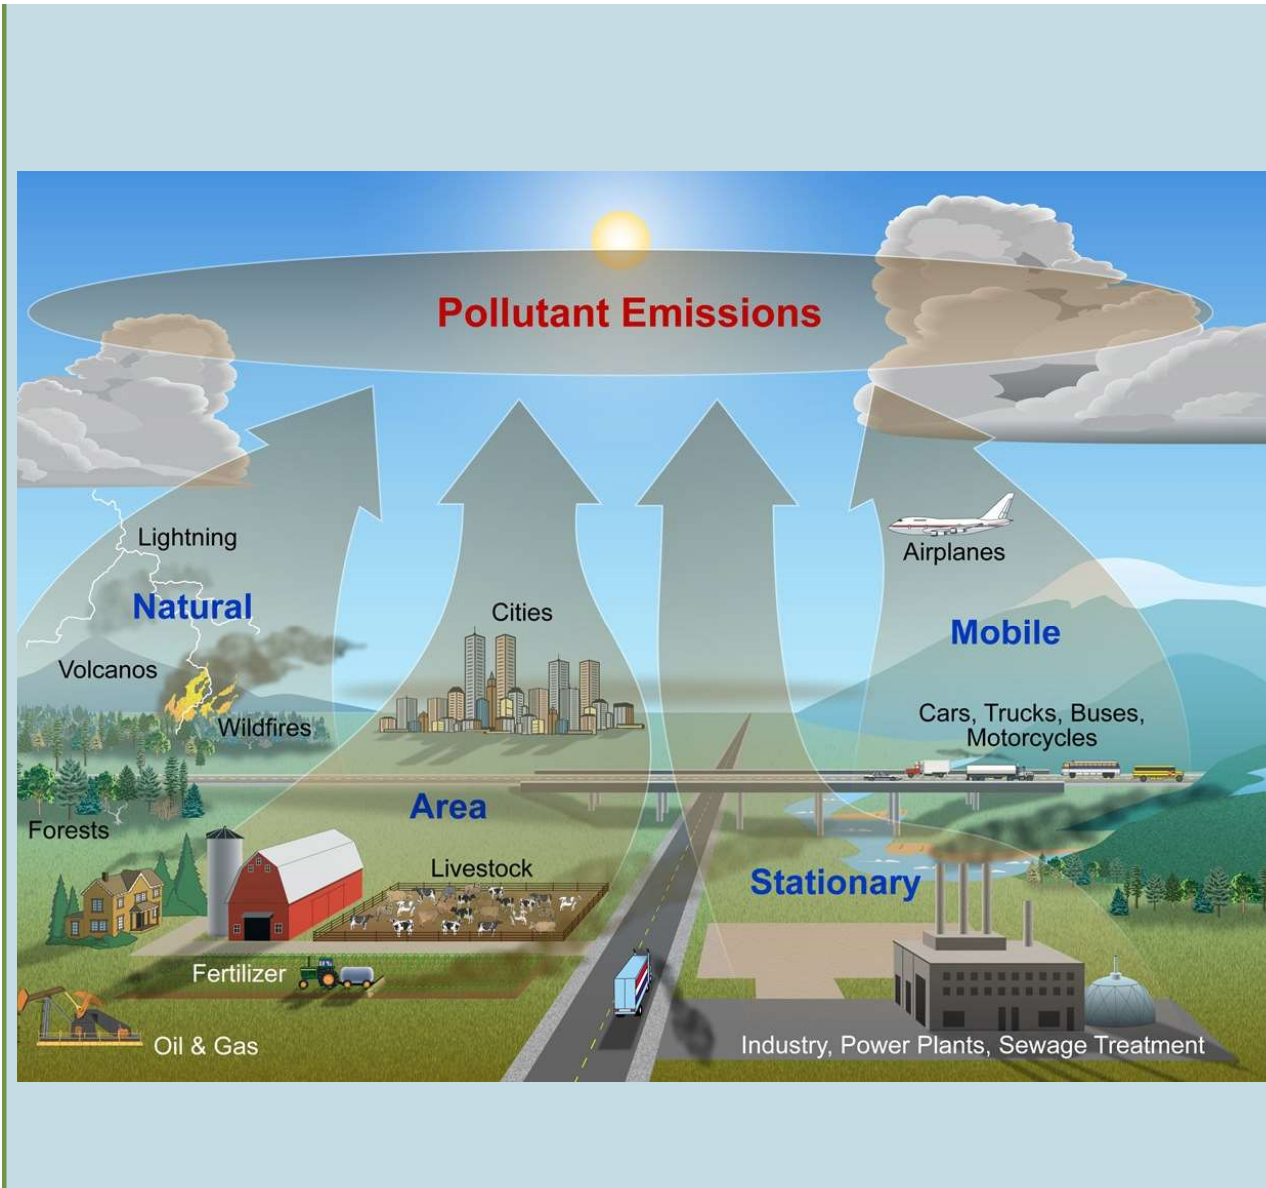 Pollutant Emissions
Lightning
Natural
Volcanos
Wildfires
Forests
Cities
Area
Livestock
Fertilizer
Oil & Gas
Airplanes
Mobile
Cars, Trucks, Buses,
Motorcycles
Stationary
Industry, Power Plants, Sewage Treatment